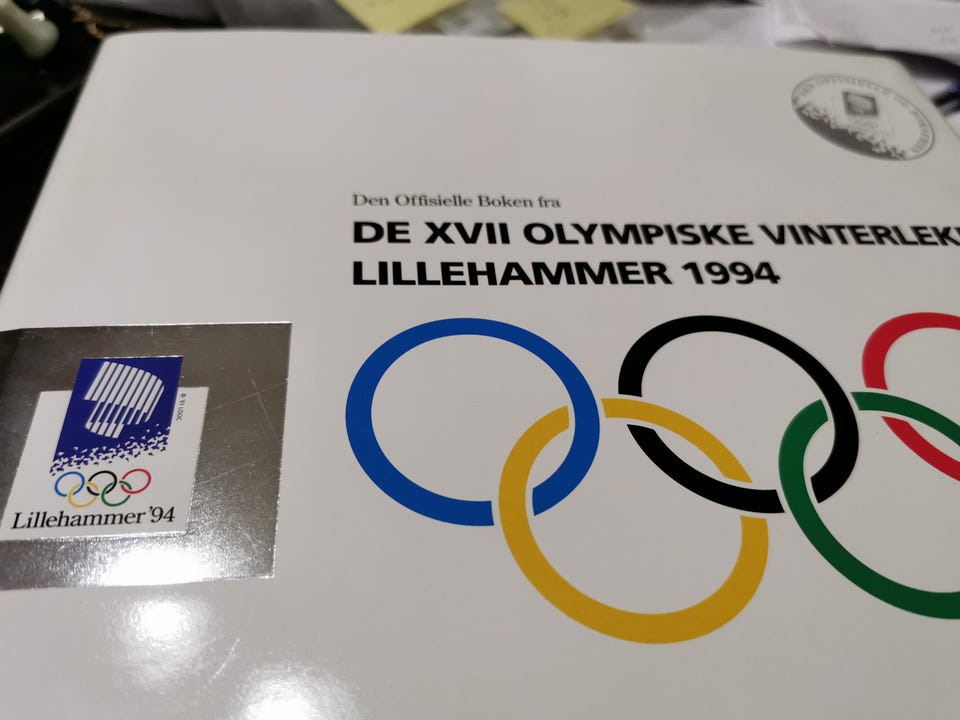 Den Offisielle Boken fra
DE XVII OLYMPISKE VINTERLEK
LILLEHAMMER 1994
Lillehammer '94